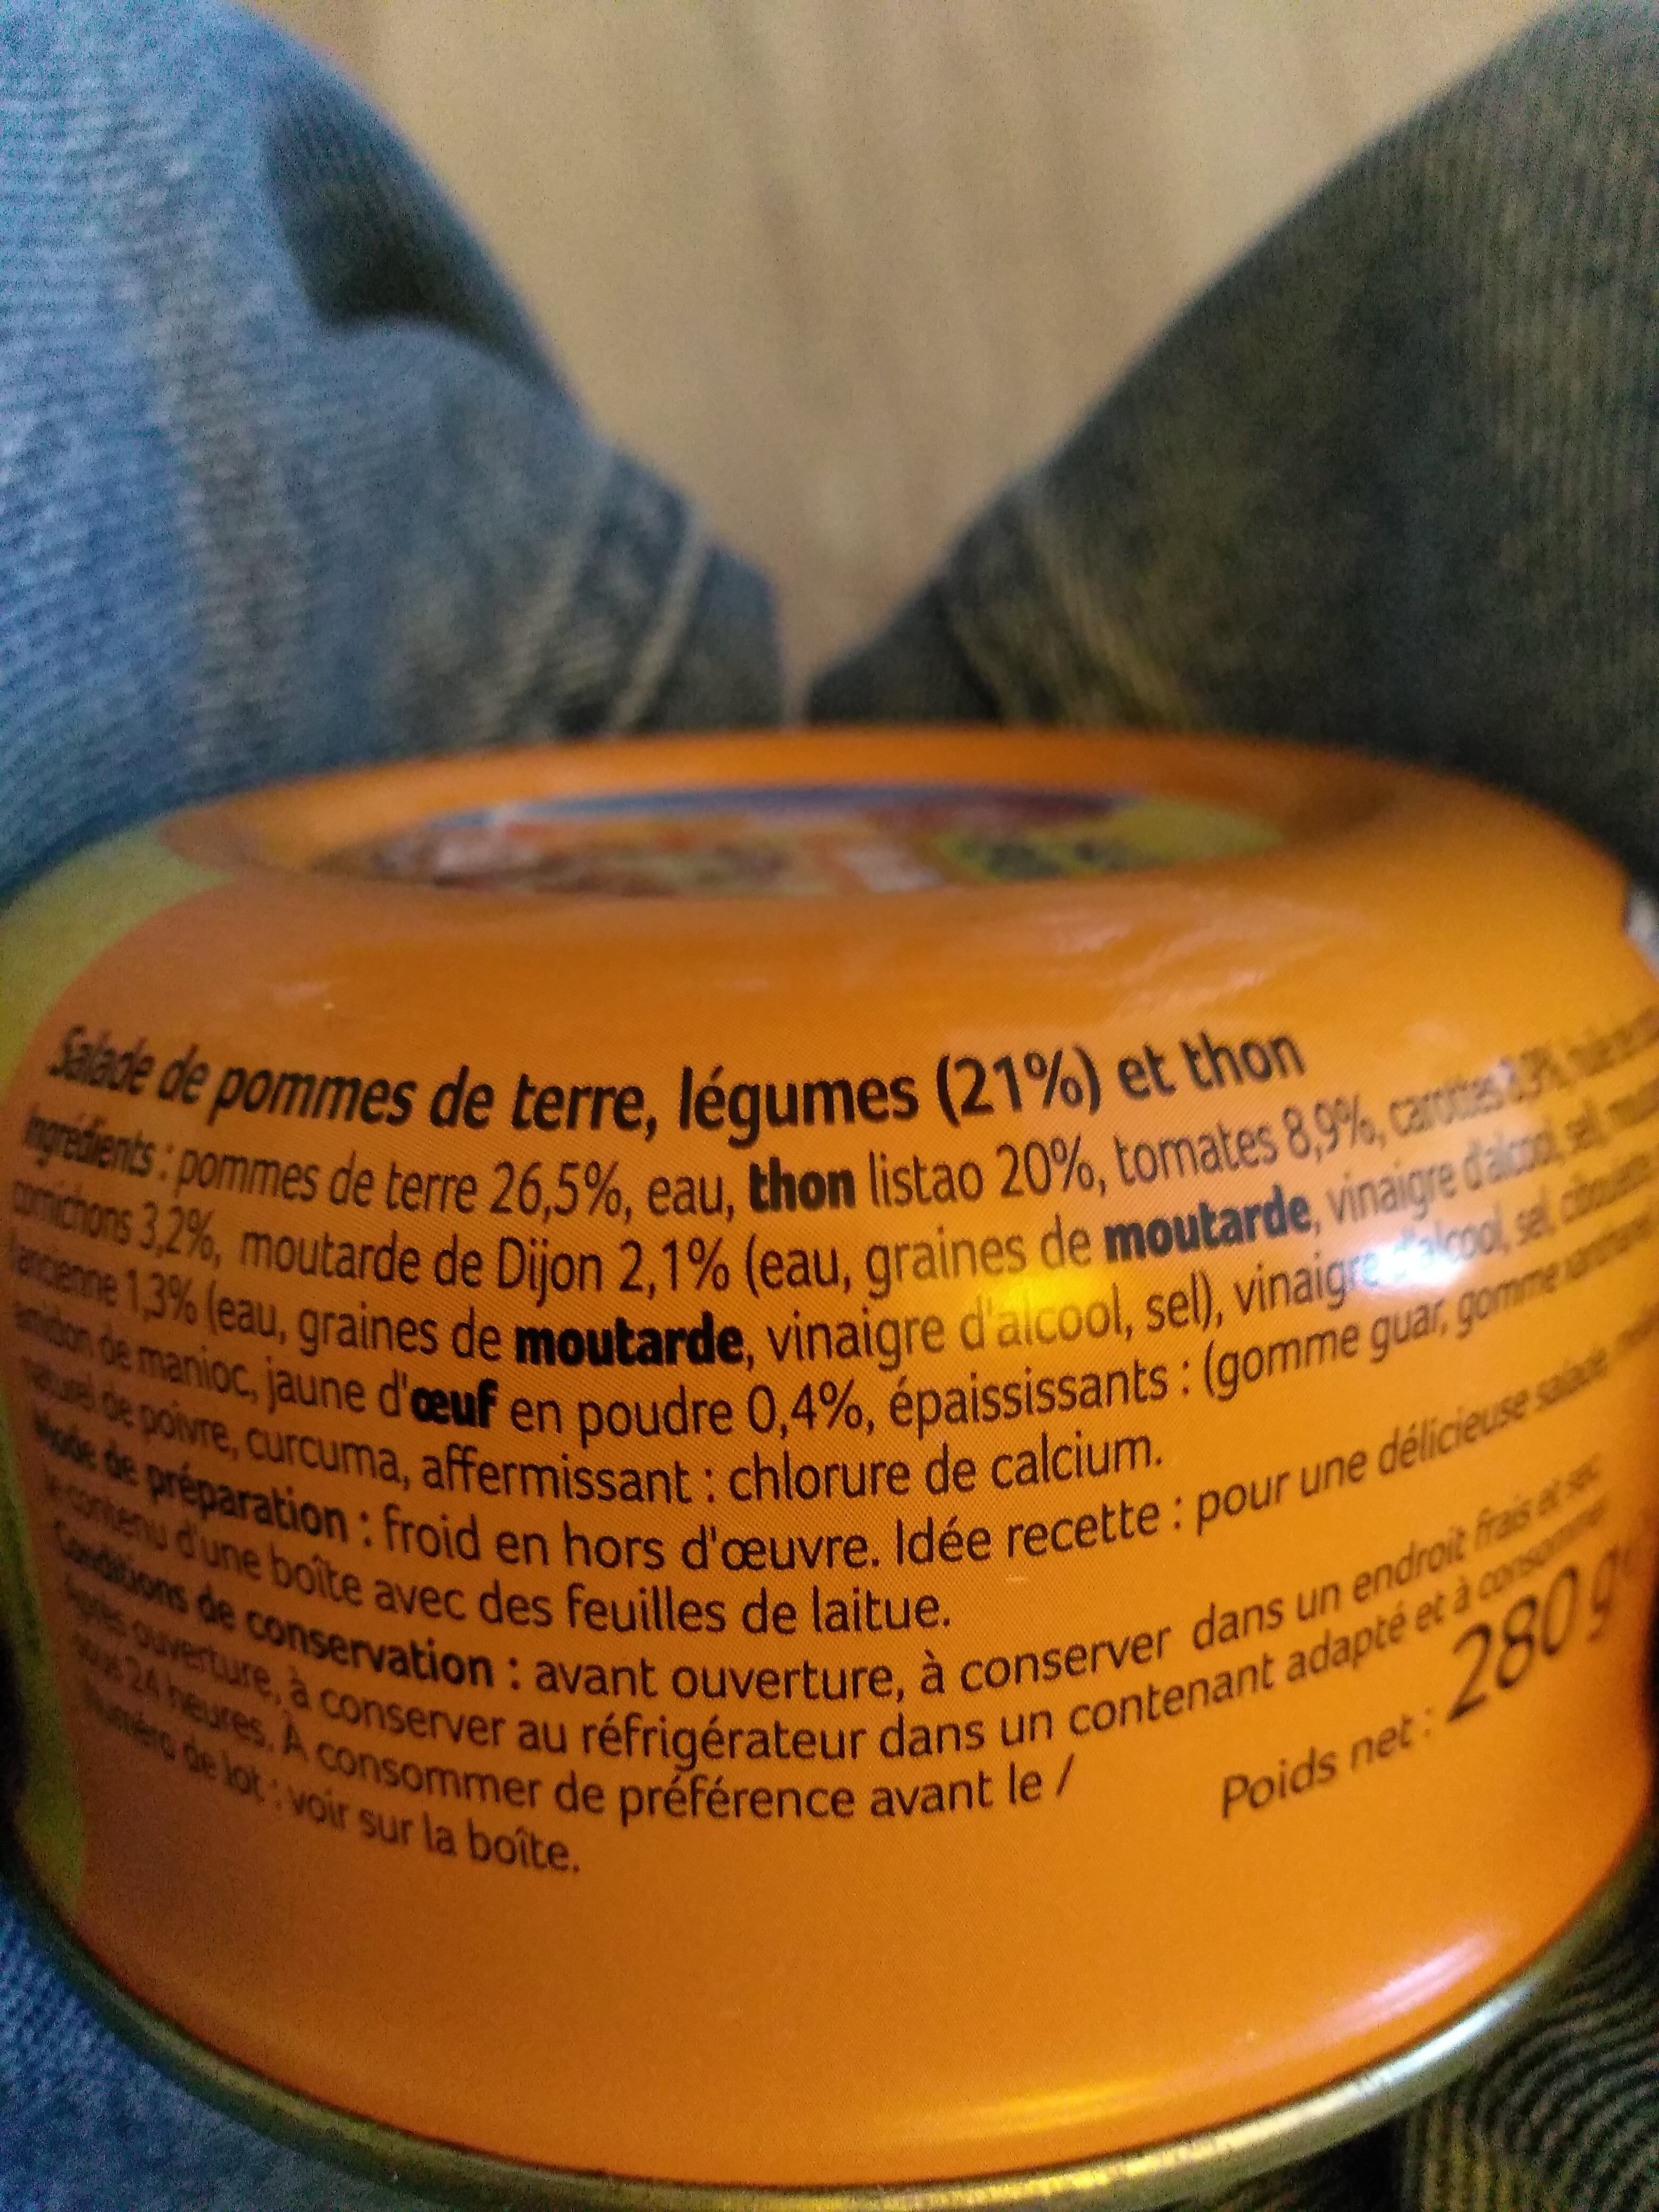 Salade de pommes de terre, légumes (21%) et thon
Ingrédients : pommes de terre 26,5%, eau, thon listao 20%, tomates 8,9%, carottes 8,3%,
cornichons 3,2%, moutarde de Dijon 2,1% (eau, graines de moutarde, vinaigre d'alcool, sel),
l'ancienne 1,3% (eau, graines de moutarde, vinaigre d'alcool, sel), vinaigre d'alcool, sel, ciboulette
amidon de manioc, jaune d'œuf en poudre 0,4%, épaississants : (gomme guar, gomme xanthane)
naturel de poivre, curcuma, affermissant : chlorure de calcium.
Mode de préparation : froid en hors d'œuvre. Idée recette : pour une délicieuse salade,
le contenu d'une boîte avec des feuilles de laitue.
Conditions de conservation : avant ouverture, à conserver dans un endroit frais et sec.
Après ouverture, à conserver au réfrigérateur dans un contenant adapté et à consommer
sous 24 heures. À consommer de préférence avant le /
Numéro de lot : voir sur la boîte.
Poids net : 280 g